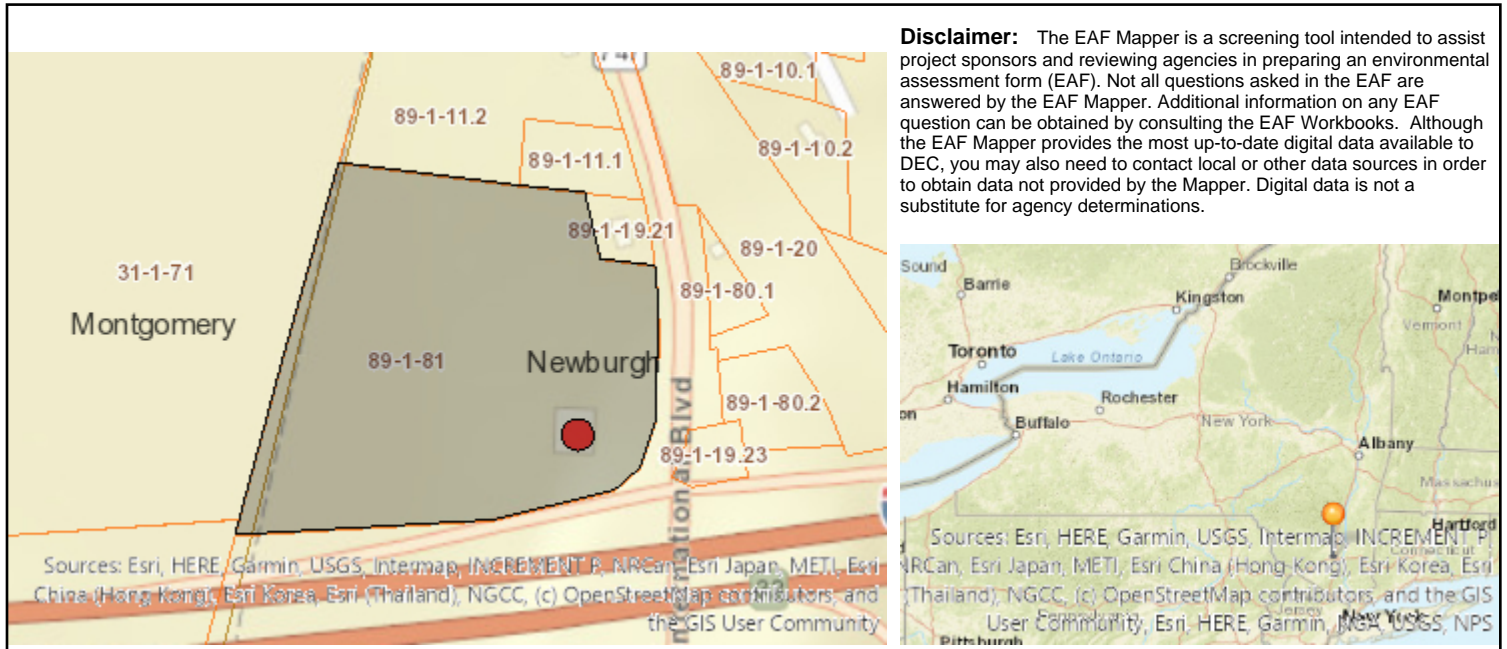 Disclaimer: The EAF Mapper is a screening tool intended to assist
project sponsors and reviewing agencies in preparing an environmental
assessment form (EAF). Not all questions asked in the EAF are
answered by the EAF Mapper. Additional information on any EAF
question can be obtained by consulting the EAF Workbooks. Although
the EAF Mapper provides the most up-to-date digital data available to
DEC, you may also need to contact local or other data sources in order
to obtain data not provided by the Mapper. Digital data is not a
substitute for agency determinations.
89-1-10.1
89-1-11.2
89-1-11.1
89-1-10.2
89-1-19.21
89-1-20
31-1-71
89-1-80.1
Montgomery
89-1-81
Newburgh
89-1-80.2
89-1-19.23
national Blvd
Sources: Esri, HERE, Garmin, USGS, Intermap, INCREMENT P, NRCan, Esri Japan, METI, Esri
China (Hong Kong), Esri Korea, Esri (Thailand), NGCC, (c) OpenStreetMap contributors, and
the GIS User Community
Sound
Barrie
Brockville
Kingston
Montpe
Vermont
Toronto
Lake Ontario
Hamilton
Rochester
Buffalo
New York
Albany
Massachus
Hartford
Connecticut
Sources: Esri, HERE, Garmin, USGS, Intermap, INCREMENT P,
NRCan, Esri Japan, METI, Esri China (Hong Kong), Esri Korea, Esri
(Thailand), NGCC, (c) OpenStreetMap contributors, and the GIS
User Community, Esri, HERE, Garmin, NGA, USGS, NPS
Pennsylvania
Jersey
New York
Pittsburgh